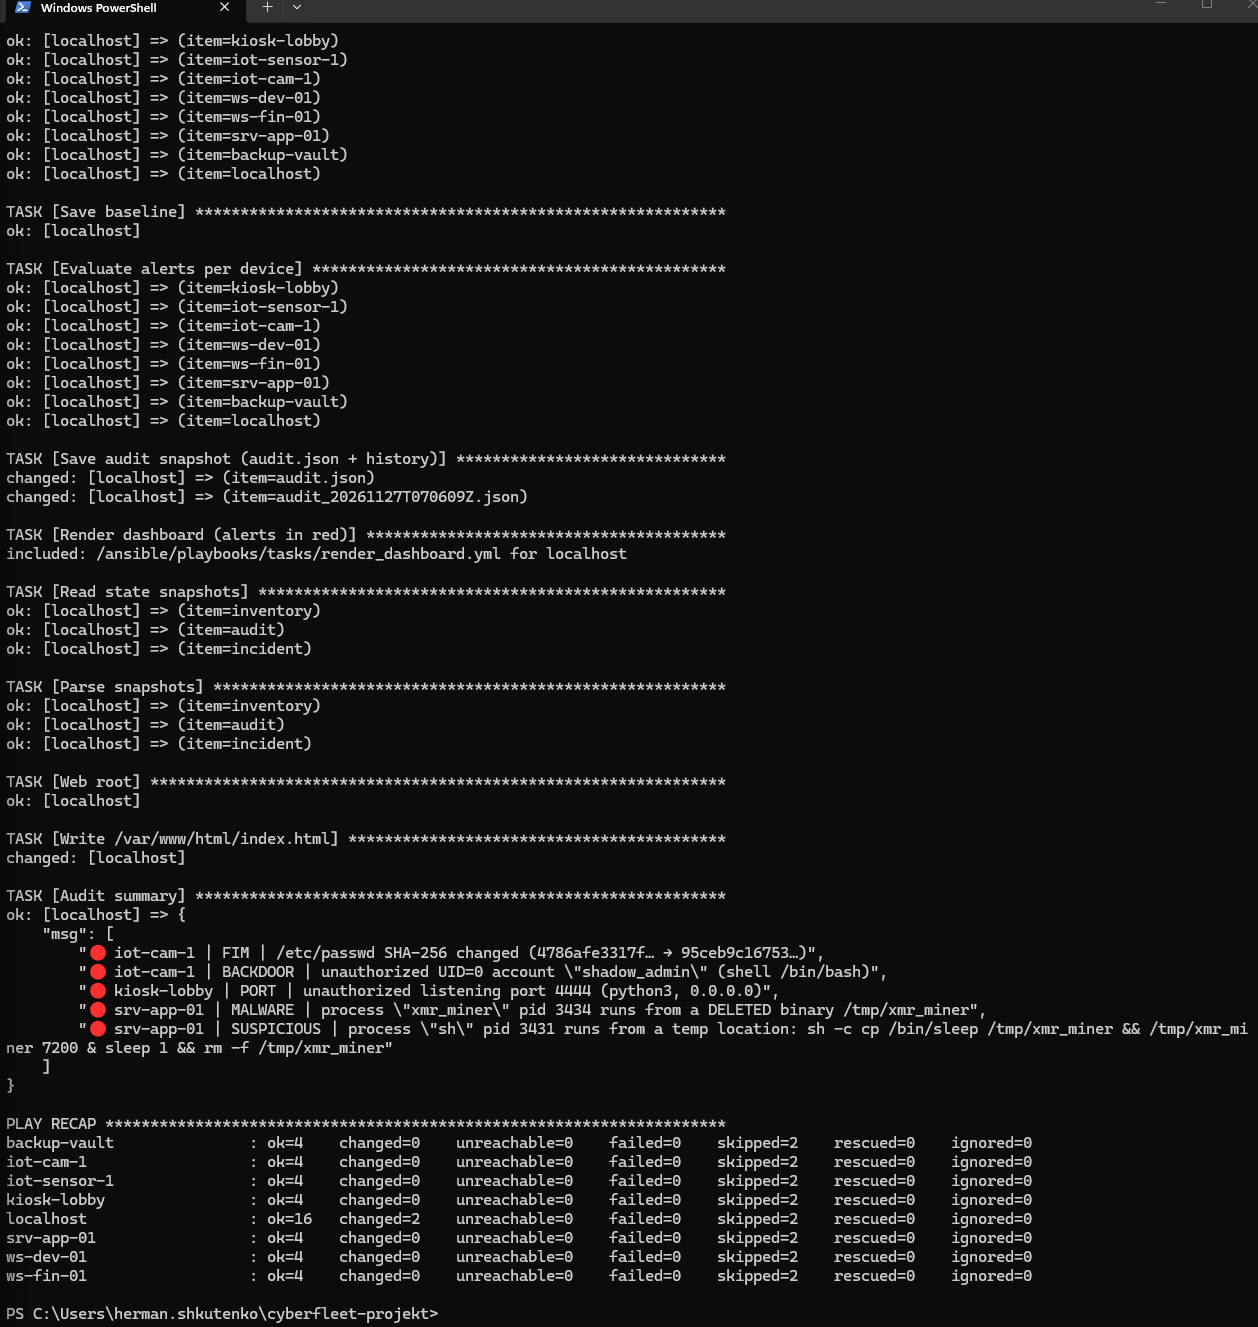 Windows PowerShell
ok: [localhost] => (item=kiosk-lobby)
ok: [localhost] => (item=iot-sensor-1)
ok: [localhost] => (item=iot-cam-1)
ok: [localhost] => (item=ws-dev-01)
ok: [localhost] => (item=ws-fin-01)
ok: [localhost] => (item=srv-app-01)
ok: [localhost] => (item=backup-vault)
ok: [localhost] => (item=localhost)
TASK [Save baseline] ***********************************************************
ok: [localhost]
TASK [Evaluate alerts per device] **********************************************
ok: [localhost] => (item=kiosk-lobby)
ok: [localhost] => (item=iot-sensor-1)
ok: [localhost] => (item=iot-cam-1)
ok: [localhost] => (item=ws-dev-01)
ok: [localhost] => (item=ws-fin-01)
ok: [localhost] => (item=srv-app-01)
ok: [localhost] => (item=backup-vault)
ok: [localhost] => (item=localhost)
TASK [Save audit snapshot (audit.json + history)] ******************************
changed: [localhost] => (item=audit.json)
changed: [localhost] => (item=audit_20261127T070609Z.json)
TASK [Render dashboard (alerts in red)] ****************************************
included: /ansible/playbooks/tasks/render_dashboard.yml for localhost
TASK [Read state snapshots] ****************************************************
ok: [localhost] => (item=inventory)
ok: [localhost] => (item=audit)
ok: [localhost] => (item=incident)
TASK [Parse snapshots] *********************************************************
ok: [localhost] => (item=inventory)
ok: [localhost] => (item=audit)
ok: [localhost] => (item=incident)
TASK [Web root] ****************************************************************
ok: [localhost]
TASK [Write /var/www/html/index.html] ******************************************
changed: [localhost]
TASK [Audit summary] ***********************************************************
ok: [localhost] => {
    "msg": [
        "🔴 iot-cam-1 | FIM | /etc/passwd SHA-256 changed (4786afe3317f… → 95ceb9c16753…)",
        "🔴 iot-cam-1 | BACKDOOR | unauthorized UID=0 account \"shadow_admin\" (shell /bin/bash)",
        "🔴 kiosk-lobby | PORT | unauthorized listening port 4444 (python3, 0.0.0.0)",
        "🔴 srv-app-01 | MALWARE | process \"xmr_miner\" pid 3434 runs from a DELETED binary /tmp/xmr_miner",
        "🔴 srv-app-01 | SUSPICIOUS | process \"sh\" pid 3431 runs from a temp location: sh -c cp /bin/sleep /tmp/xmr_miner && /tmp/xmr_mi
ner 7200 & sleep 1 && rm -f /tmp/xmr_miner"
    ]
}
PLAY RECAP *********************************************************************
backup-vault               : ok=4    changed=0    unreachable=0    failed=0    skipped=2    rescued=0    ignored=0
iot-cam-1                  : ok=4    changed=0    unreachable=0    failed=0    skipped=2    rescued=0    ignored=0
iot-sensor-1               : ok=4    changed=0    unreachable=0    failed=0    skipped=2    rescued=0    ignored=0
kiosk-lobby                : ok=4    changed=0    unreachable=0    failed=0    skipped=2    rescued=0    ignored=0
localhost                  : ok=16   changed=2    unreachable=0    failed=0    skipped=2    rescued=0    ignored=0
srv-app-01                 : ok=4    changed=0    unreachable=0    failed=0    skipped=2    rescued=0    ignored=0
ws-dev-01                  : ok=4    changed=0    unreachable=0    failed=0    skipped=2    rescued=0    ignored=0
ws-fin-01                  : ok=4    changed=0    unreachable=0    failed=0    skipped=2    rescued=0    ignored=0
PS C:\Users\herman.shkutenko\cyberfleet-projekt>